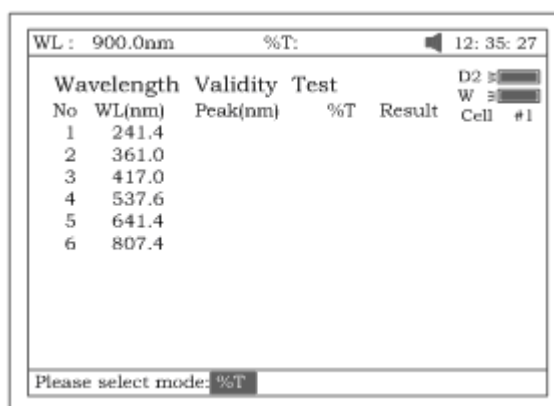 WL : 900.0nm %T: 12: 35: 27
Wavelength Validity Test D2
W
No WL(nm) Peak(nm) %T Result Cell #1
1 241.4
2 361.0
3 417.0
4 537.6
5 641.4
6 807.4
Please select mode: %T